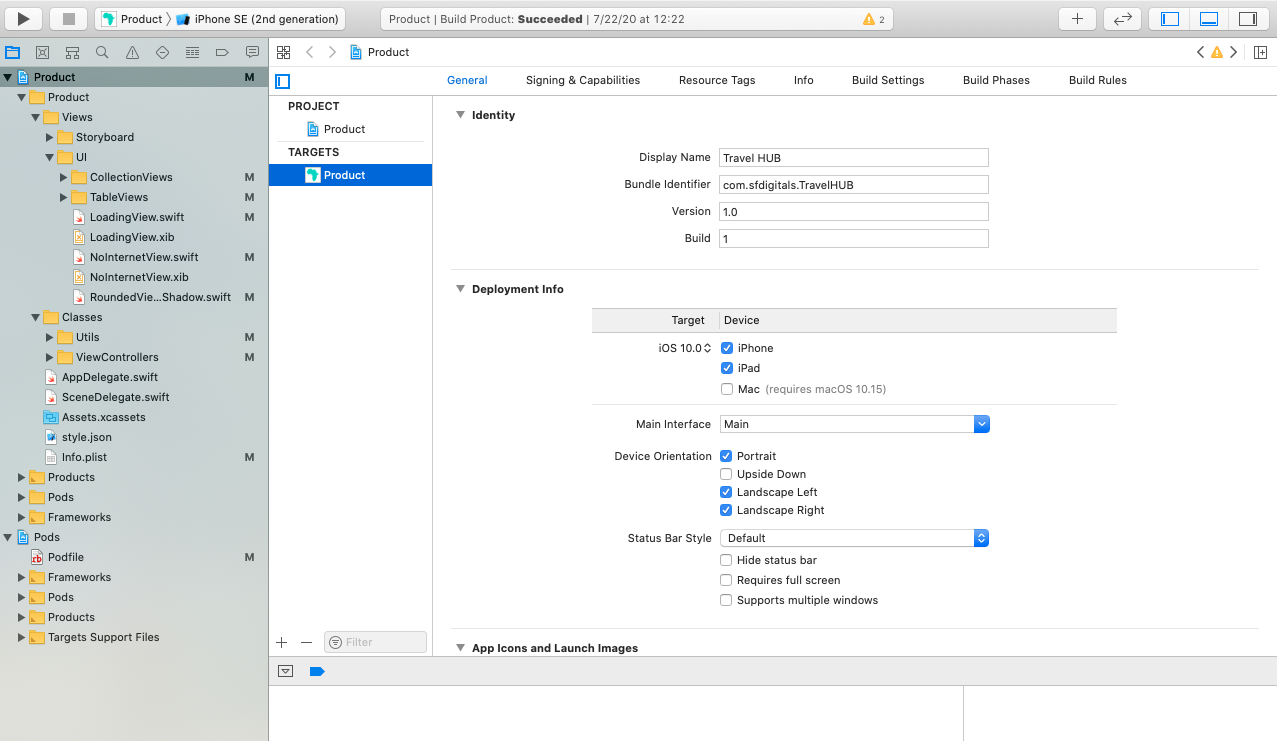 Product iPhone SE (2nd generation)
Product | Build Product: Succeeded | 7/22/20 at 12:22
2
Product M
Product
Views
Storyboard
UI
CollectionViews M
TableViews M
LoadingView.swift M
LoadingView.xib
NoInternetView.swift M
NoInternetView.xib
RoundedVie...Shadow.swift M
Classes
Utils M
ViewControllers M
AppDelegate.swift
SceneDelegate.swift
Assets.xcassets
style.json
Info.plist M
Products
Pods
Frameworks
Pods
Podfile M
Frameworks
Pods
Products
Targets Support Files
Product
General Signing & Capabilities Resource Tags Info Build Settings Build Phases Build Rules
PROJECT
Product
TARGETS
Product
Filter
Identity
Display Name Travel HUB
Bundle Identifier com.sfdigitals.TravelHUB
Version 1.0
Build 1
Deployment Info
Target Device
iOS 10.0 iPhone
iPad
Mac (requires macOS 10.15)
Main Interface Main
Device Orientation Portrait
Upside Down
Landscape Left
Landscape Right
Status Bar Style Default
Hide status bar
Requires full screen
Supports multiple windows
App Icons and Launch Images